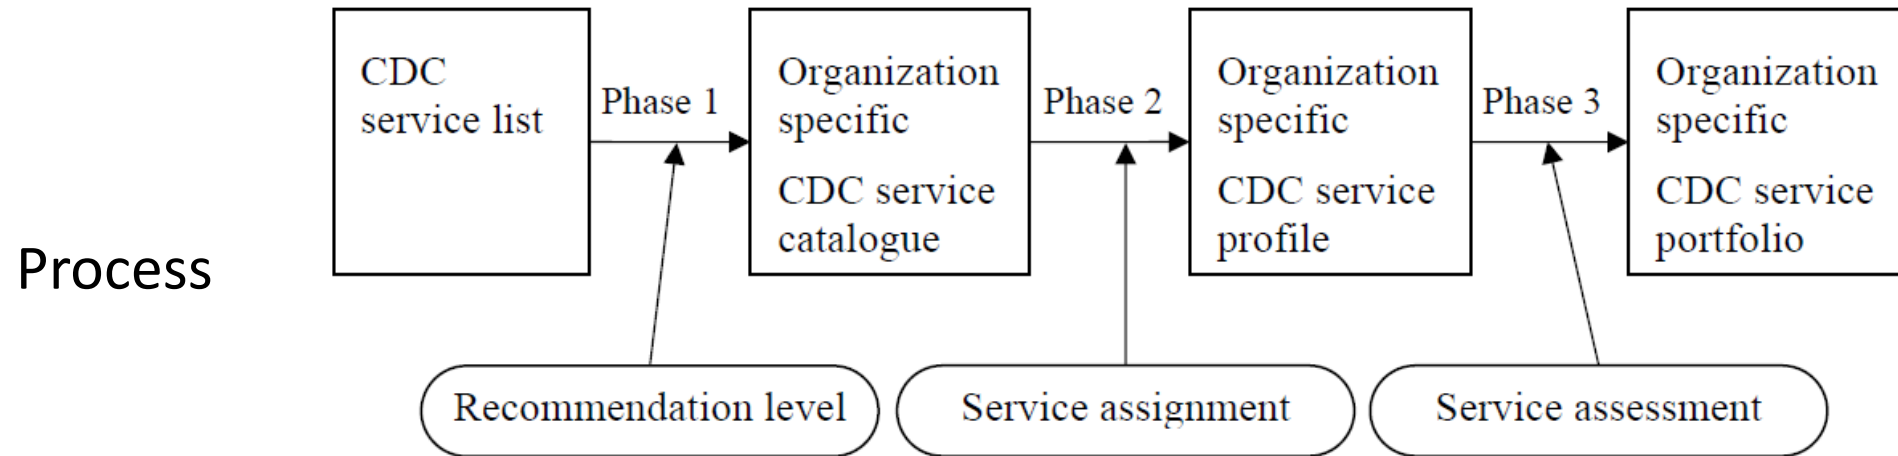 CDC
service list
Phase 1
Organization
specific
CDC service
catalogue
Phase 2
Organization
specific
CDC service
profile
Phase 3
Organization
specific
CDC service
portfolio
Process
Recommendation level
Service assignment
Service assessment